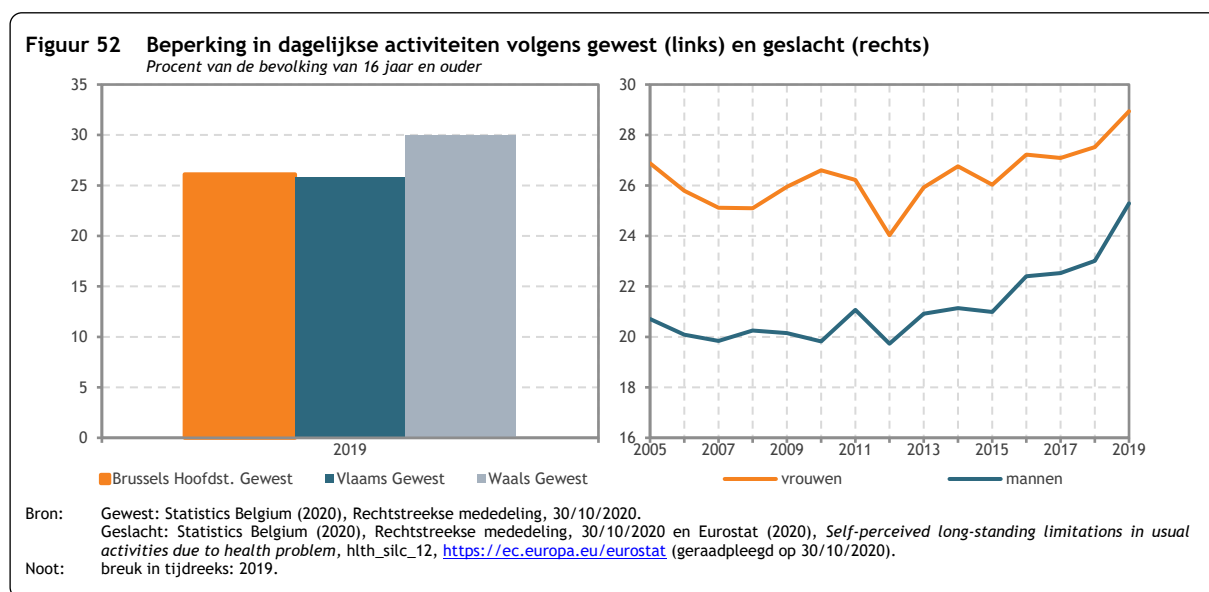 Figuur 52 Beperking in dagelijkse activiteiten volgens gewest (links) en geslacht (rechts)
Procent van de bevolking van 16 jaar en ouder
35
30
25
20
15
10
5
0
2019
Brussels Hoofdst. Gewest Vlaams Gewest Waals Gewest
30
28
26
24
22
20
18
16
2005 2007 2009 2011 2013 2015 2017 2019
vrouwen mannen
Bron: Gewest: Statistics Belgium (2020), Rechtstreekse mededeling, 30/10/2020.
Geslacht: Statistics Belgium (2020), Rechtstreekse mededeling, 30/10/2020 en Eurostat (2020), Self-perceived long-standing limitations in usual
activities due to health problem, hlth_silc_12, https://ec.europa.eu/eurostat (geraadpleegd op 30/10/2020).
Noot: breuk in tijdreeks: 2019.